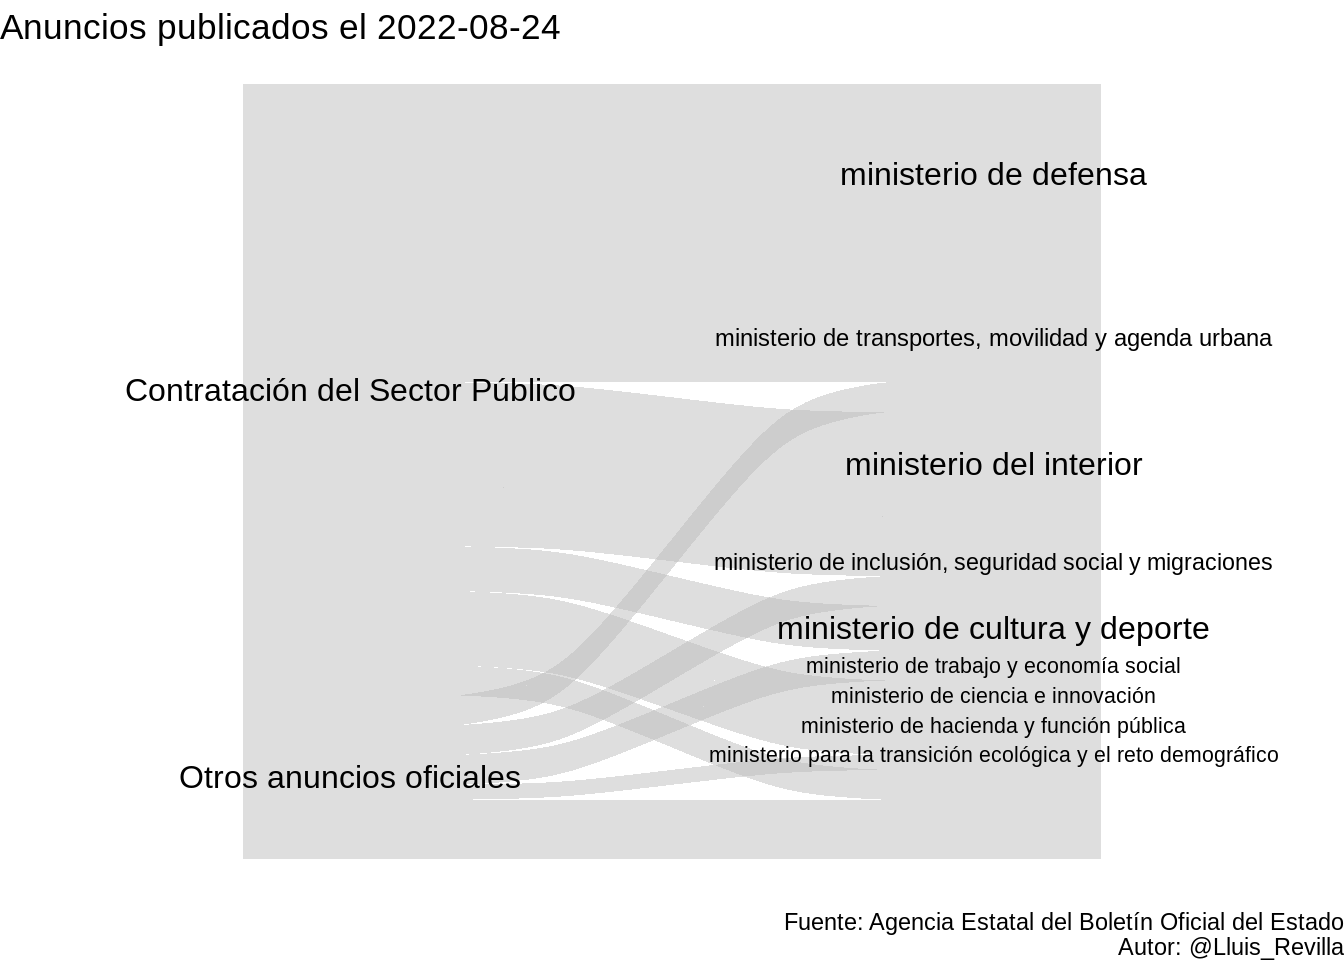 Anuncios publicados el 2022-08-24
ministerio de defensa
ministerio de transportes, movilidad y agenda urbana
Contratación del Sector Público
ministerio del interior
ministerio de inclusión, seguridad social y migraciones
ministerio de cultura y deporte
ministerio de trabajo y economía social
ministerio de ciencia e innovación
ministerio de hacienda y función pública
ministerio para la transición ecológica y el reto demográfico
Otros anuncios oficiales
Fuente: Agencia Estatal del Boletín Oficial del Estado
Autor: @Lluis_Revilla